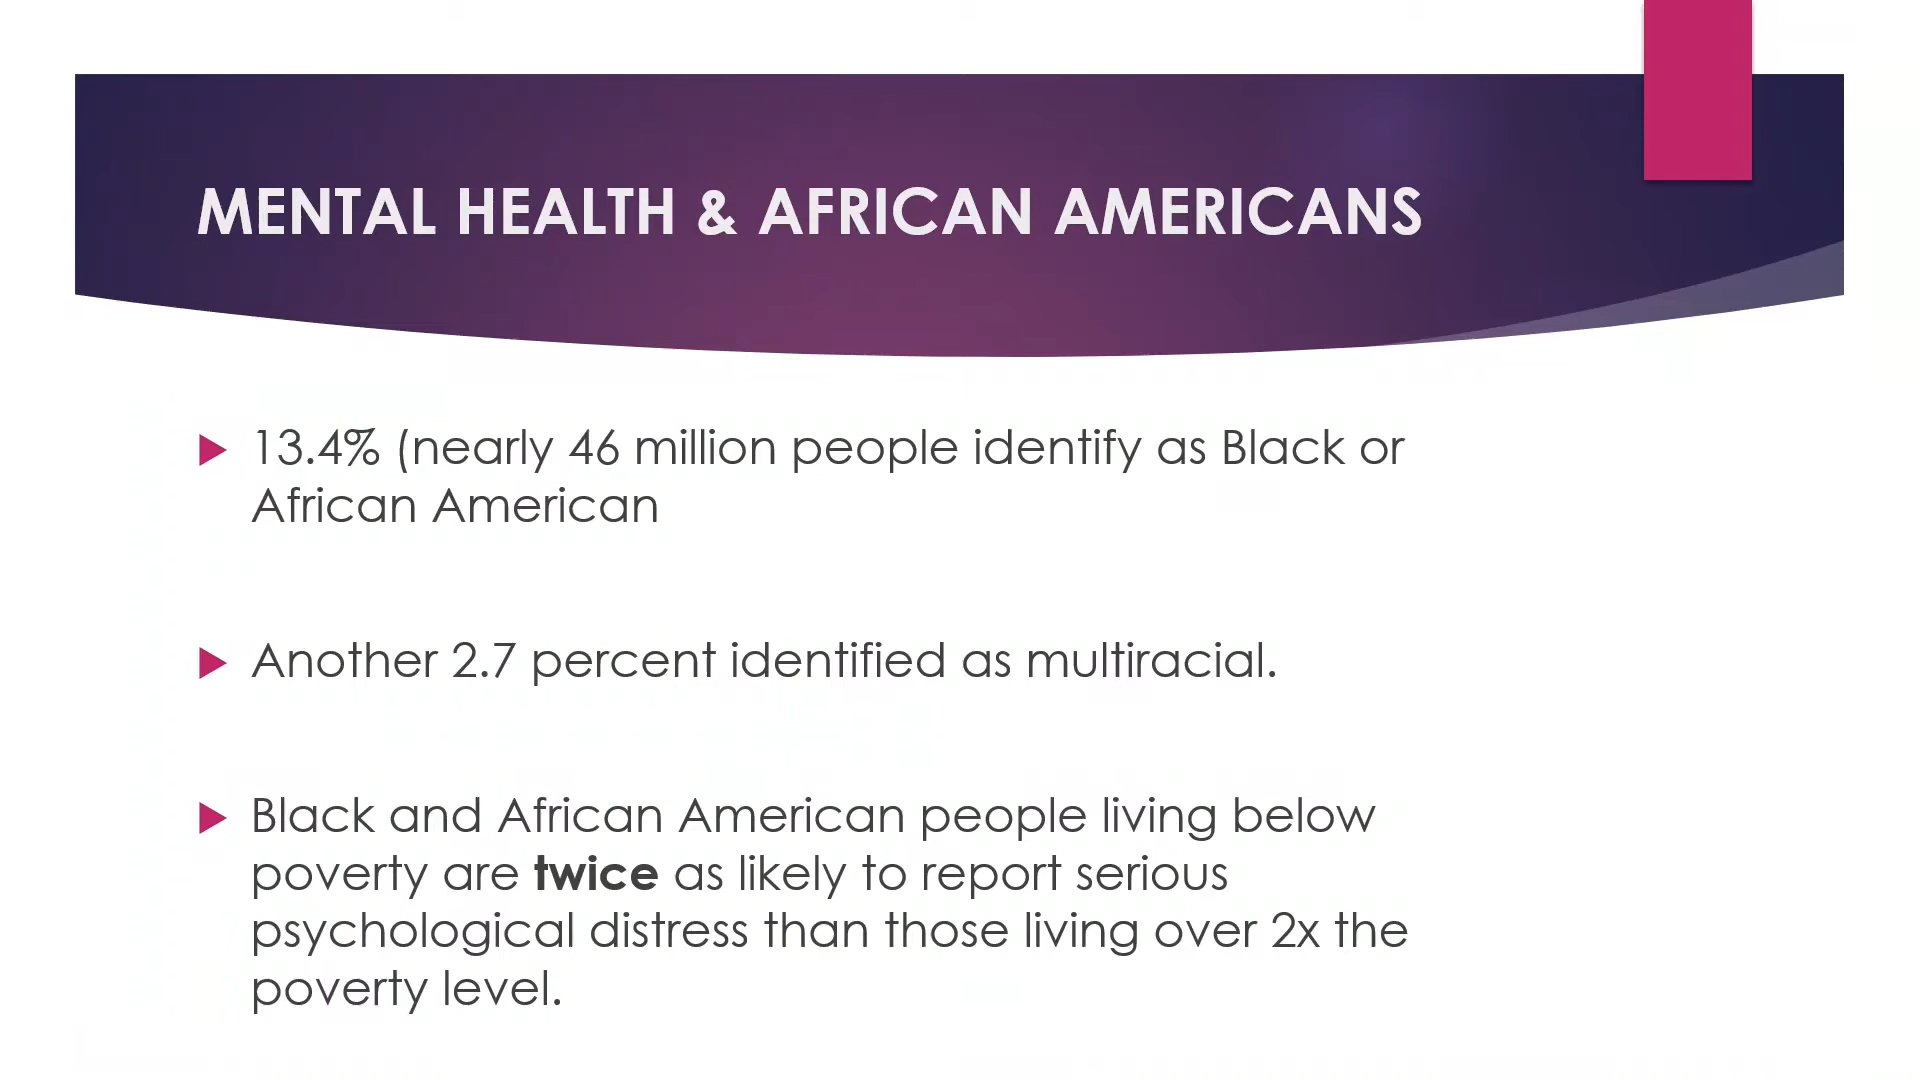 MENTAL HEALTH & AFRICAN AMERICANS
13.4% (nearly 46 million people identify as Black or
African American
Another 2.7 percent identified as multiracial.
Black and African American people living below
poverty are twice as likely to report serious
psychological distress than those living over 2x the
poverty level.